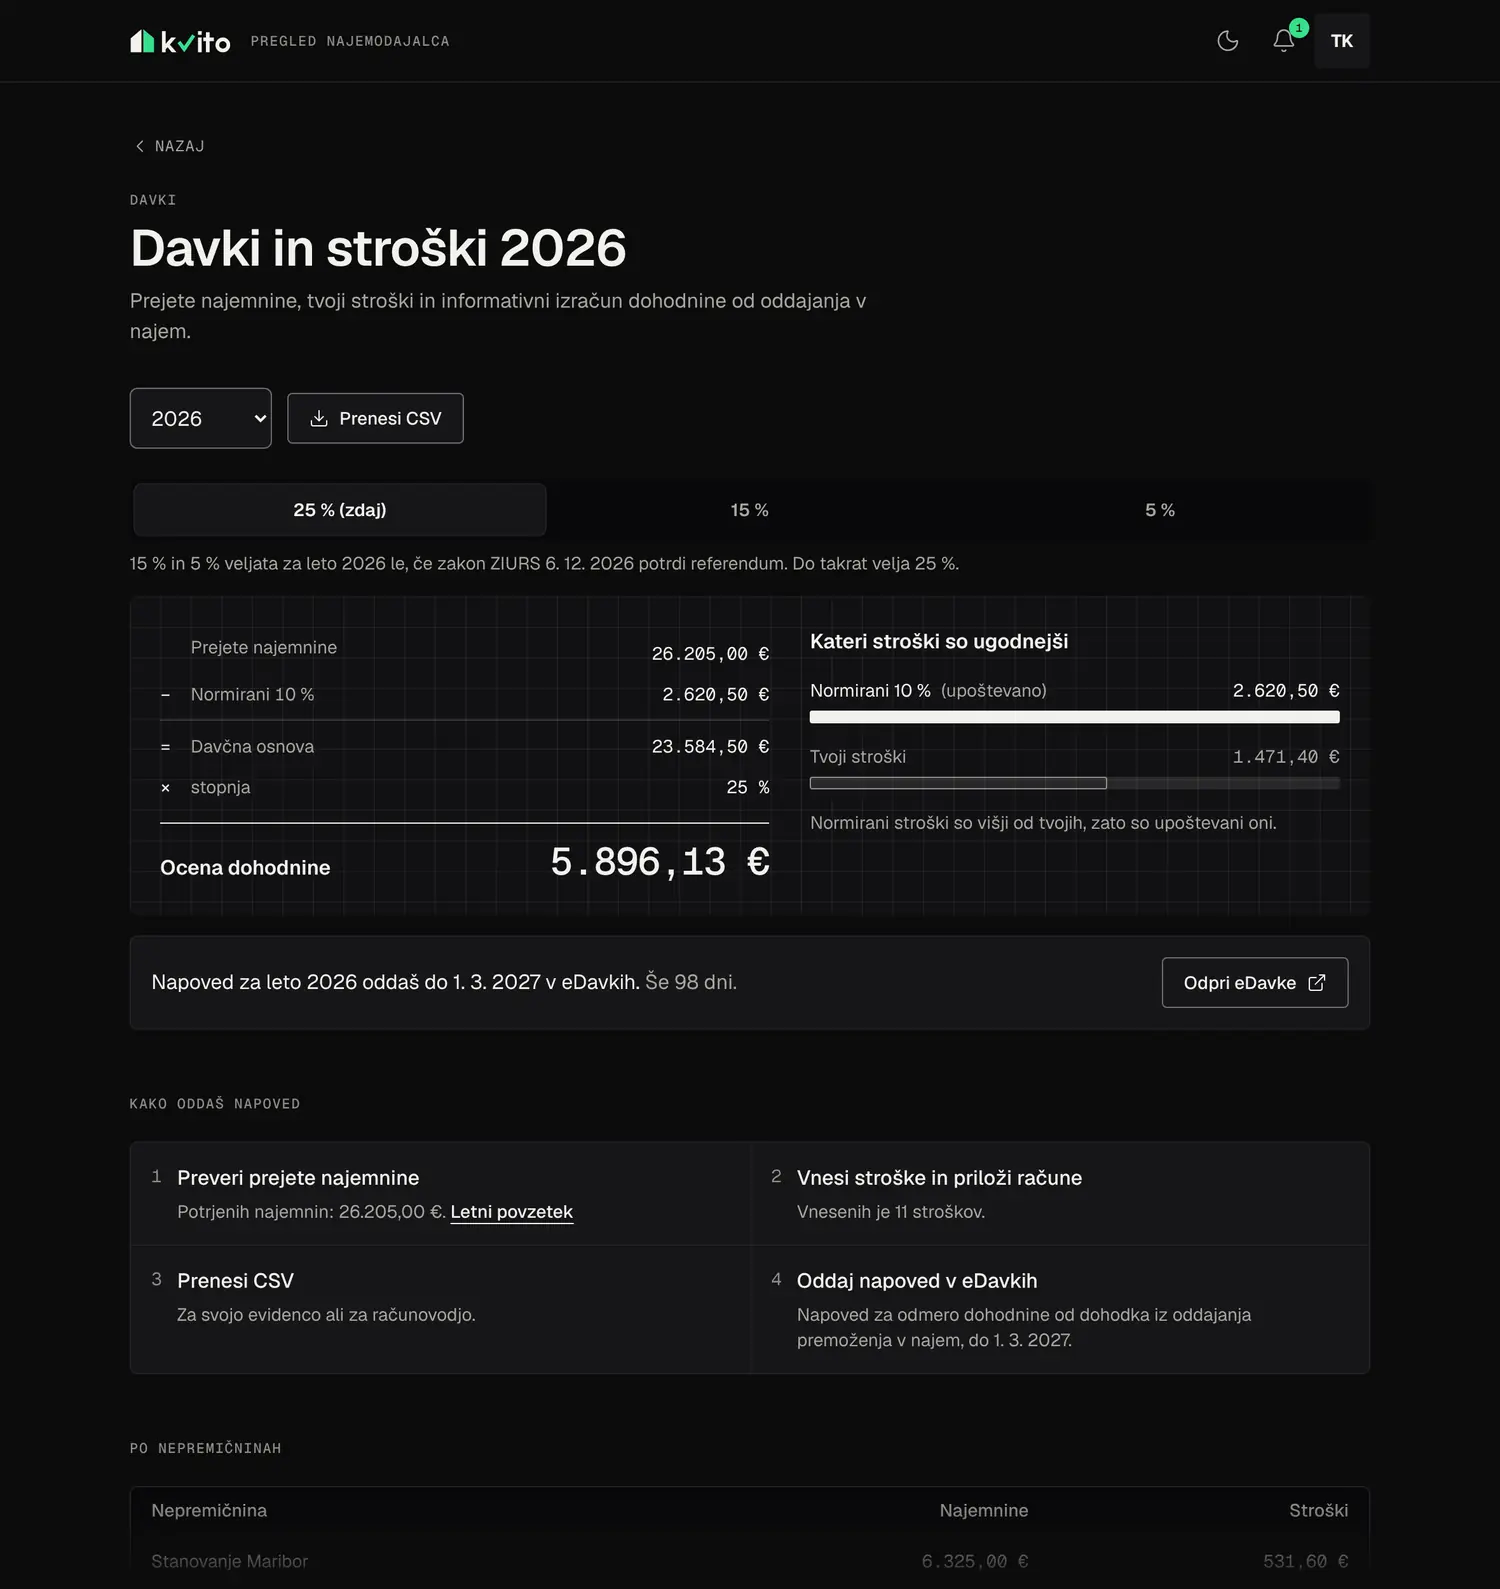 kvito PREGLED NAJEMODAJALCA
1
TK
NAZAJ
DAVKI
Davki in stroški 2026
Prejete najemnine, tvoji stroški in informativni izračun dohodnine od oddajanja v
najem.
2026
Prenesi CSV
25 % (zdaj)
15 %
5 %
15 % in 5 % veljata za leto 2026 le, če zakon ZIURS 6. 12. 2026 potrdi referendum. Do takrat velja 25 %.
Prejete najemnine 26.205,00 €
− Normirani 10 % 2.620,50 €
= Davčna osnova 23.584,50 €
× stopnja 25 %
Ocena dohodnine 5.896,13 €
Kateri stroški so ugodnejši
Normirani 10 % (upoštevano) 2.620,50 €
Tvoji stroški 1.471,40 €
Normirani stroški so višji od tvojih, zato so upoštevani oni.
Napoved za leto 2026 oddaš do 1. 3. 2027 v eDavkih. Še 98 dni.
Odpri eDavke
KAKO ODDAŠ NAPOVED
1 Preveri prejete najemnine
Potrjenih najemnin: 26.205,00 €. Letni povzetek
2 Vnesi stroške in priloži račune
Vnesenih je 11 stroškov.
3 Prenesi CSV
Za svojo evidenco ali za računovodjo.
4 Oddaj napoved v eDavkih
Napoved za odmero dohodnine od dohodka iz oddajanja
premoženja v najem, do 1. 3. 2027.
PO NEPREMIČNINAH
Nepremičnina Najemnine Stroški
Stanovanje Maribor 6.325,00 € 531,60 €